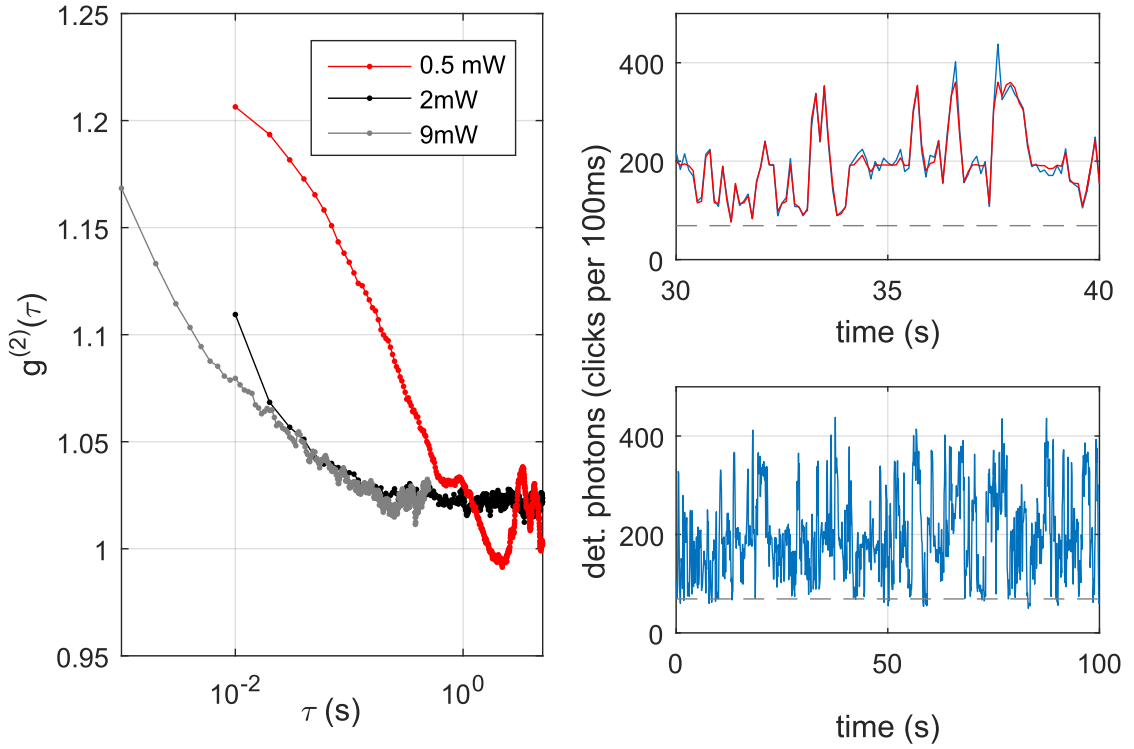 1.25
1.2
1.15
1.1
1.05
1
0.95
g(2)(τ)
10-2
100
τ (s)
0.5 mW
2mW
9mW
det. photons (clicks per 100ms)
400
200
0
30
35
40
time (s)
400
200
0
0
50
100
time (s)